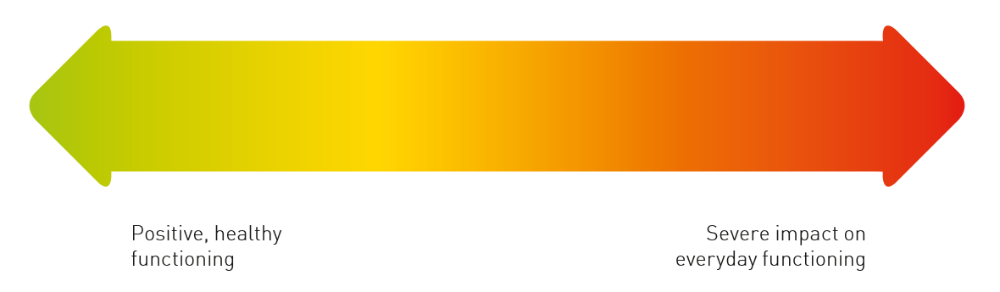 Positive, healthy
functioning
Severe impact on
everyday functioning